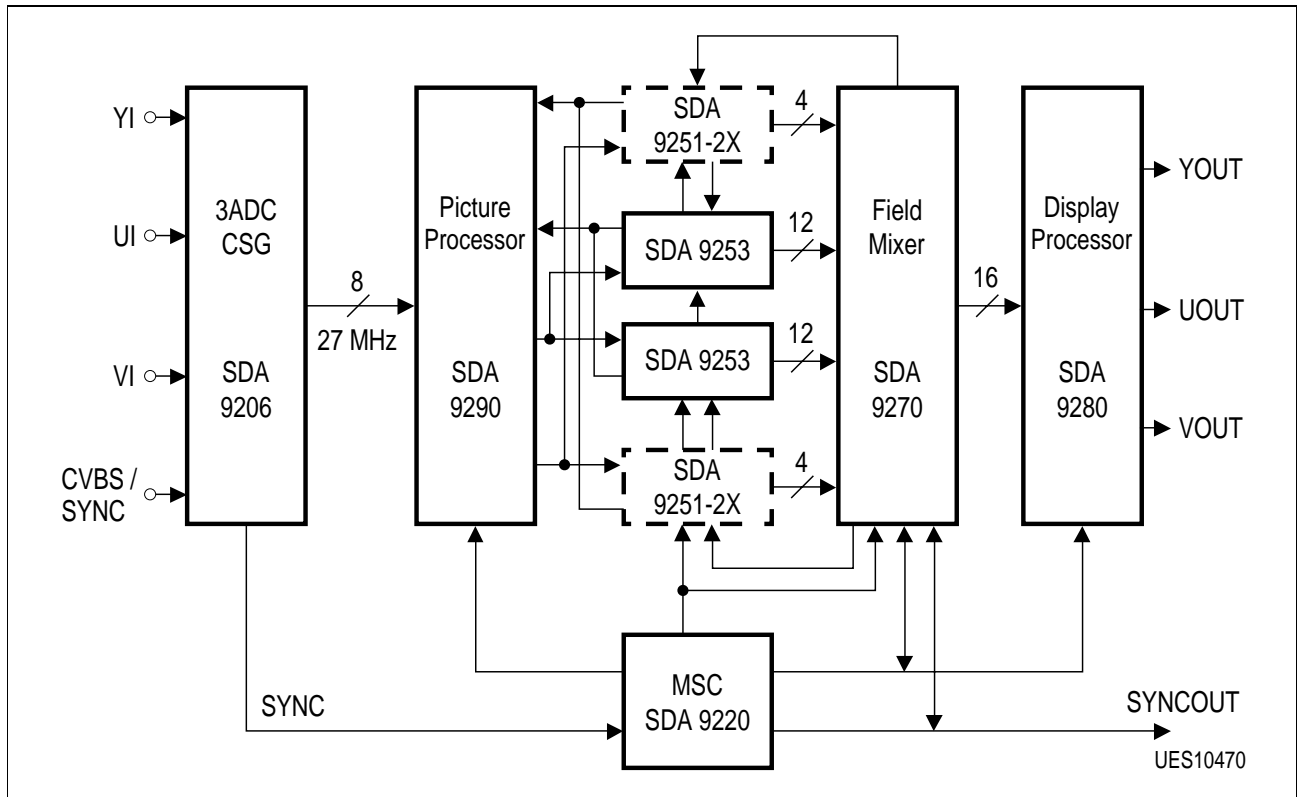 YI
UI
VI
CVBS /
SYNC
3ADC
CSG
SDA
9206
8
27 MHz
Picture
Processor
SDA
9290
SDA
9251-2X
4
SDA 9253
12
SDA 9253
12
SDA
9251-2X
4
Field
Mixer
SDA
9270
16
Display
Processor
SDA
9280
YOUT
UOUT
VOUT
SYNC
MSC
SDA 9220
SYNCOUT
UES10470